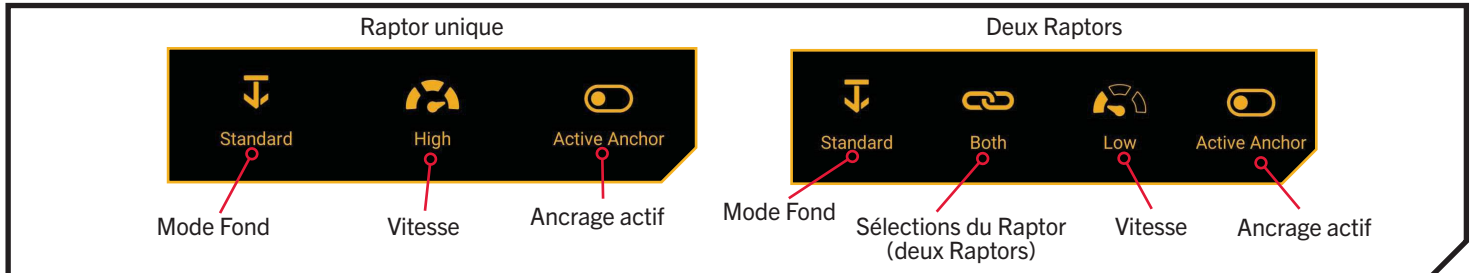 Raptor unique
Standard
High
Active Anchor
Mode Fond
Vitesse
Ancrage actif
Deux Raptors
Standard
Both
Low
Active Anchor
Mode Fond
Sélections du Raptor
(deux Raptors)
Vitesse
Ancrage actif